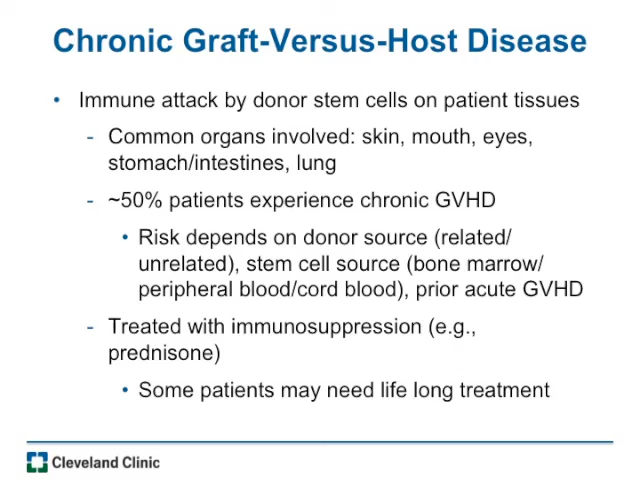 Chronic Graft-Versus-Host Disease
• Immune attack by donor stem cells on patient tissues
- Common organs involved: skin, mouth, eyes,
stomach/intestines, lung
- ~50% patients experience chronic GVHD
• Risk depends on donor source (related/
unrelated), stem cell source (bone marrow/
peripheral blood/cord blood), prior acute GVHD
- Treated with immunosuppression (e.g.,
prednisone)
• Some patients may need life long treatment
Cleveland Clinic